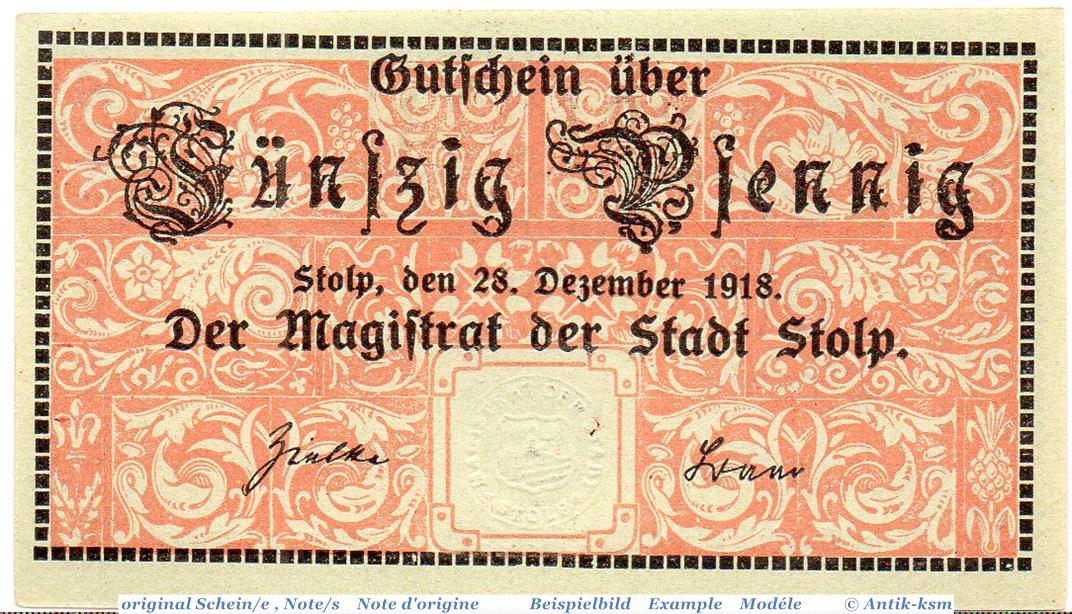 Gutschein über
Fünfzig Pfennig
Stolp, den 28. Dezember 1918.
Der Magistrat der Stadt Stolp.
Zielke
original Schein/e , Note/s Note d'origine Beispielbild Example Modéle © Antik-ksm